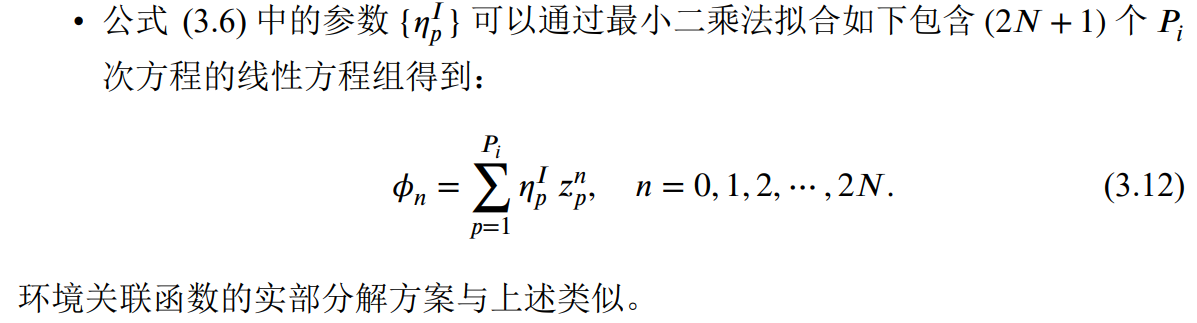 • 公式 (3.6) 中的参数 {η_p^I} 可以通过最小二乘法拟合如下包含 (2N + 1) 个 P_i
次方程的线性方程组得到：
ϕ_n = ∑_{p=1}^{P_i} η_p^I z_p^n, n = 0, 1, 2, ⋯ , 2N. (3.12)
环境关联函数的实部分解方案与上述类似。